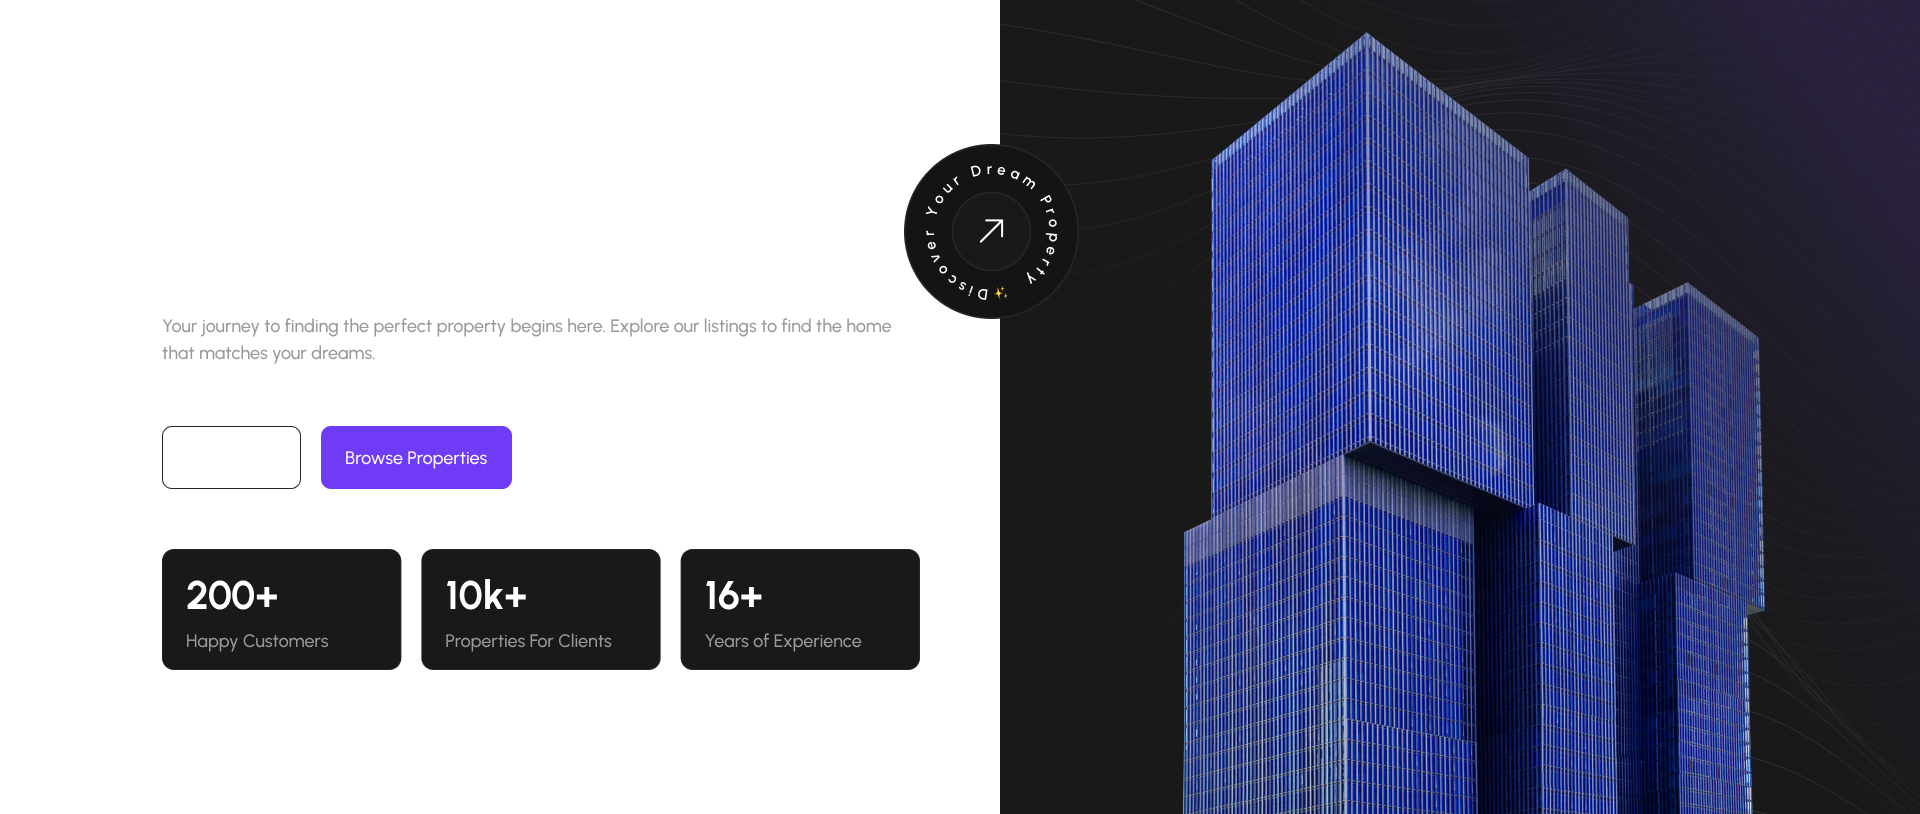 Discover Your Dream Property ✨
Your journey to finding the perfect property begins here. Explore our listings to find the home
that matches your dreams.
Browse Properties
200+
Happy Customers
10k+
Properties For Clients
16+
Years of Experience